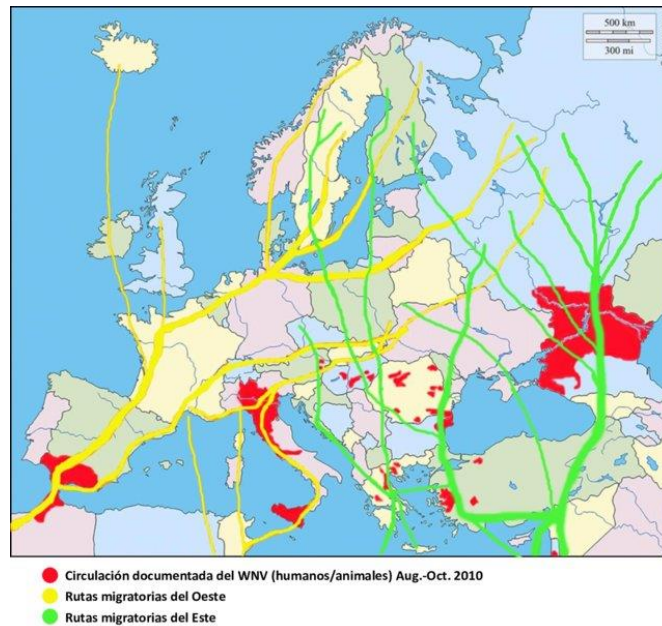 500 km
300 mi
Circulación documentada del WNV (humanos/animales) Aug.-Oct. 2010
Rutas migratorias del Oeste
Rutas migratorias del Este